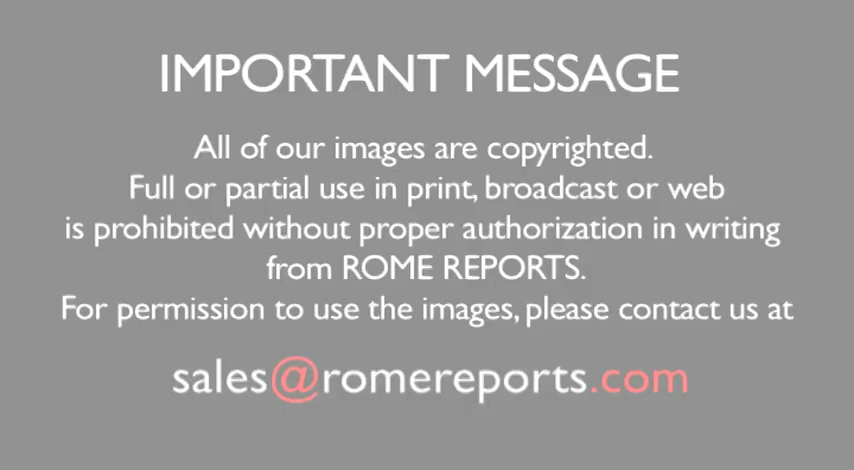 IMPORTANT MESSAGE
All of our images are copyrighted.
Full or partial use in print, broadcast or web
is prohibited without proper authorization in writing
from ROME REPORTS.
For permission to use the images, please contact us at
sales@romereports.com